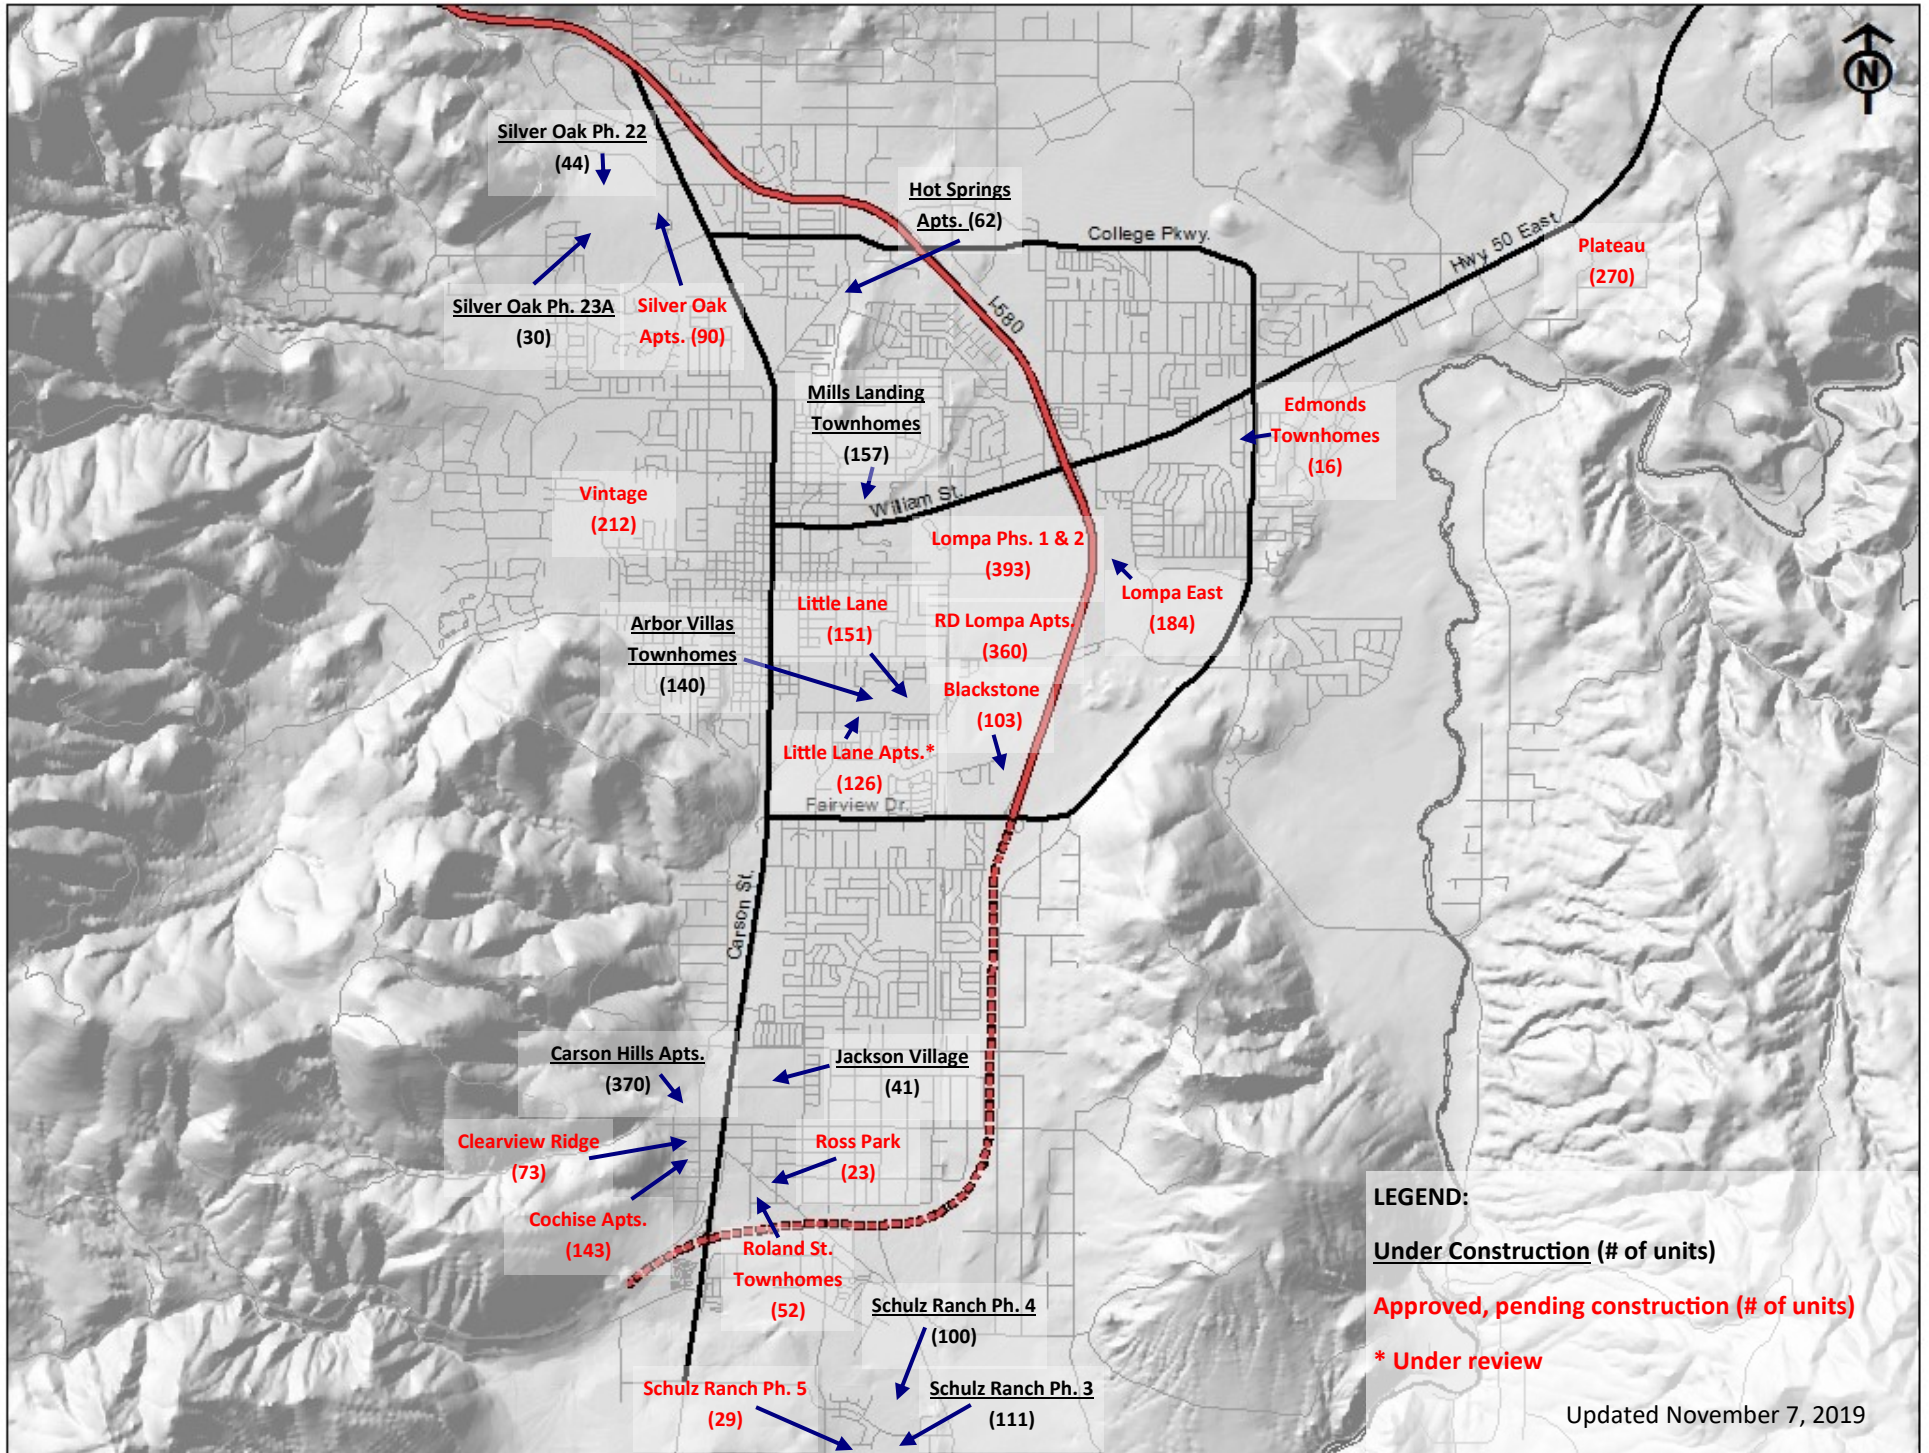 N
Silver Oak Ph. 22
(44)
Hot Springs
Apts. (62)
College Pkwy.
Hwy 50 East
Plateau
(270)
Silver Oak Ph. 23A
(30)
Silver Oak
Apts. (90)
I-580
Mills Landing
Townhomes
(157)
William St.
Edmonds
Townhomes
(16)
Vintage
(212)
Lompa Phs. 1 & 2
(393)
Lompa East
(184)
Little Lane
(151)
RD Lompa Apts.
(360)
Arbor Villas
Townhomes
(140)
Blackstone
(103)
Little Lane Apts.*
(126)
Fairview Dr.
Carson St.
Carson Hills Apts.
(370)
Jackson Village
(41)
Clearview Ridge
(73)
Ross Park
(23)
Cochise Apts.
(143)
Roland St.
Townhomes
(52)
Schulz Ranch Ph. 4
(100)
Schulz Ranch Ph. 5
(29)
Schulz Ranch Ph. 3
(111)
LEGEND:
Under Construction (# of units)
Approved, pending construction (# of units)
* Under review
Updated November 7, 2019